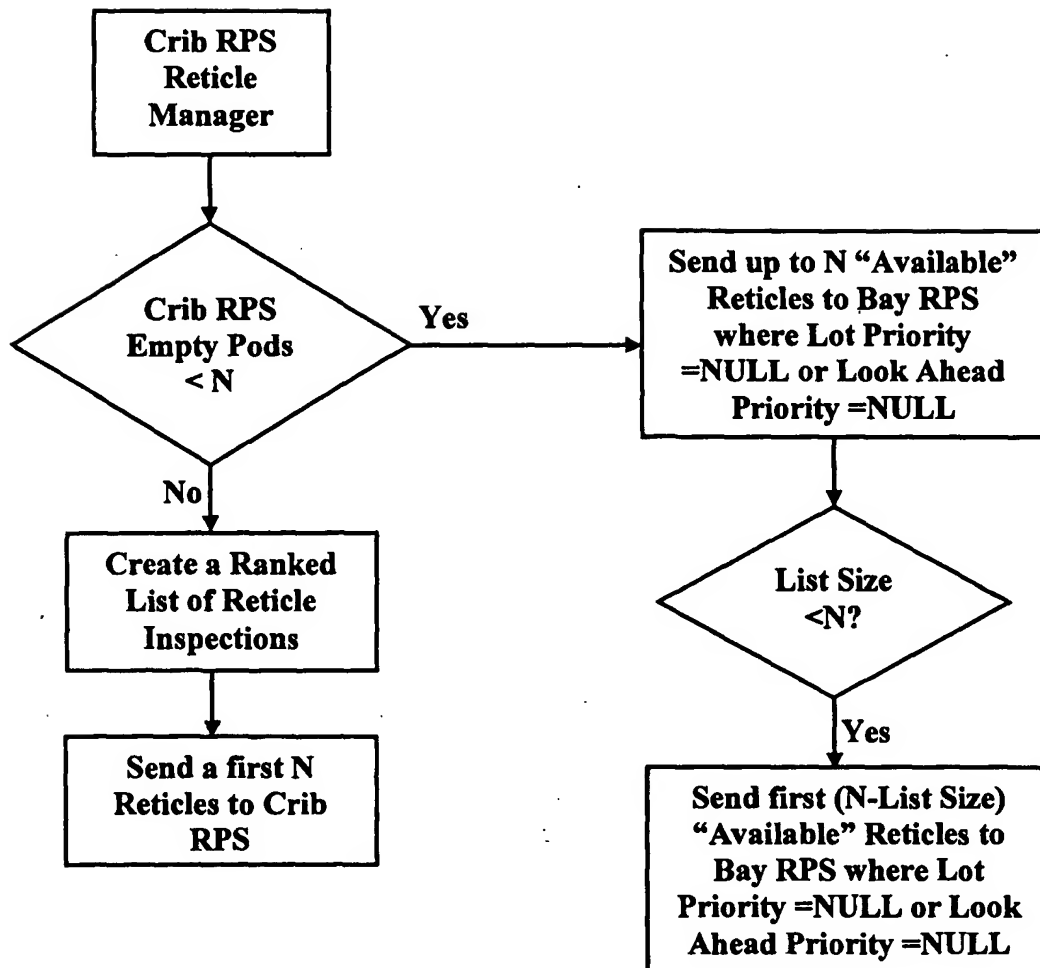 Crib RPS
Reticle
Manager
Crib RPS
Empty Pods
< N
Yes
Send up to N “Available”
Reticles to Bay RPS
where Lot Priority
=NULL or Look Ahead
Priority =NULL
No
Create a Ranked
List of Reticle
Inspections
List Size
<N?
Send a first N
Reticles to Crib
RPS
Yes
Send first (N-List Size)
“Available” Reticles to
Bay RPS where Lot
Priority =NULL or Look
Ahead Priority =NULL